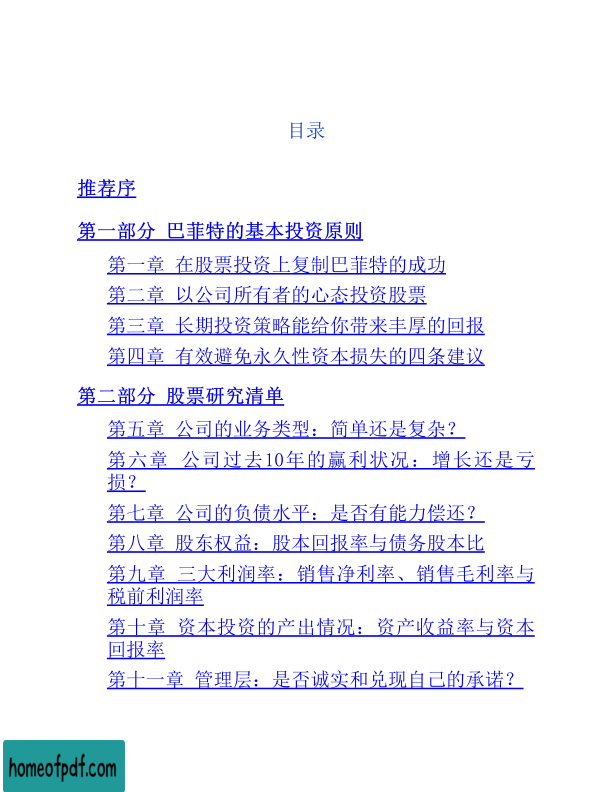 目录
推荐序
第一部分 巴菲特的基本投资原则
第一章 在股票投资上复制巴菲特的成功
第二章 以公司所有者的心态投资股票
第三章 长期投资策略能给你带来丰厚的回报
第四章 有效避免永久性资本损失的四条建议
第二部分 股票研究清单
第五章 公司的业务类型：简单还是复杂？
第六章 公司过去10年的赢利状况：增长还是亏
损？
第七章 公司的负债水平：是否有能力偿还？
第八章 股东权益：股本回报率与债务股本比
第九章 三大利润率：销售净利率、销售毛利率与
税前利润率
第十章 资本投资的产出情况：资产收益率与资本
回报率
第十一章 管理层：是否诚实和兑现自己的承诺？
homeofpdf.com